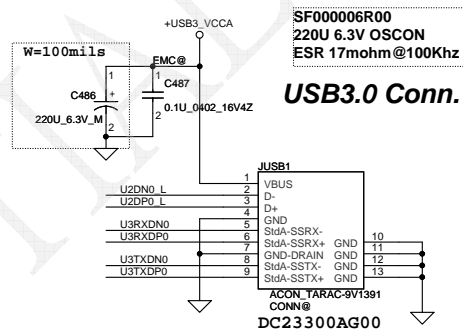 +USB3_VCCA
SF000006R00
220U 6.3V OSCON
ESR 17mohm@100Khz
W=100mils
EMC@
1
C486
+
220U_6.3V_M
2
1
C487
0.1U_0402_16V4Z
2
USB3.0 Conn.
JUSB1
1 VBUS
U2DN0_L 2 D-
U2DP0_L 3 D+
4 GND
U3RXDN0 5 StdA-SSRX-
U3RXDP0 6 StdA-SSRX+ GND 10
7 GND-DRAIN GND 11
U3TXDN0 8 StdA-SSTX- GND 12
U3TXDP0 9 StdA-SSTX+ GND 13
ACON_TARAC-9V1391
CONN@
DC23300AG00